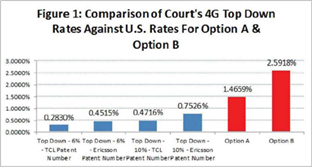 Figure 1: Comparison of Court's 4G Top Down
Rates Against U.S. Rates For Option A &
Option B
3.0000%
2.5000%
2.0000%
1.5000%
1.0000%
0.5000%
0.0000%
0.2830%
0.4515%
0.4716%
0.7526%
1.4659%
2.5918%
Top Down - 6%
- TCL Patent
Number
Top Down - 6%
- Ericsson
Patent Number
Top Down -
10% - TCL
Patent Number
Top Down -
10% - Ericsson
Patent Number
Option A
Option B